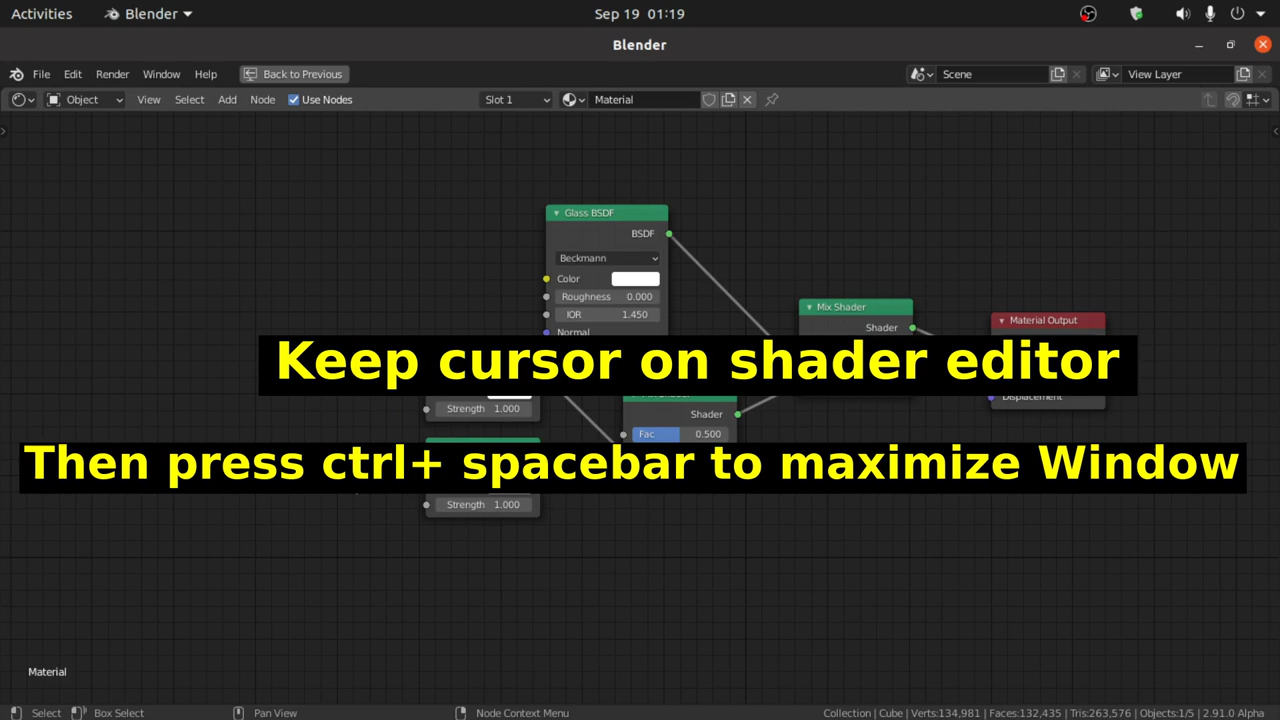 Activities Blender Sep 19 01:19
Blender
File Edit Render Window Help Back to Previous Scene View Layer
Object View Select Add Node Use Nodes Slot 1 Material
Glass BSDF
BSDF
Beckmann
Color
Roughness 0.000
IOR 1.450
Normal
Mix Shader
Shader
Material Output
Keep cursor on shader editor
Displacement
Strength 1.000
Shader
Fac 0.500
Then press ctrl+ spacebar to maximize Window
Strength 1.000
Material
Select Box Select Pan View Node Context Menu Collection | Cube | Verts:134,981 | Faces:132,435 | Tris:263,576 | Objects:1/5 | 2.91.0 Alpha